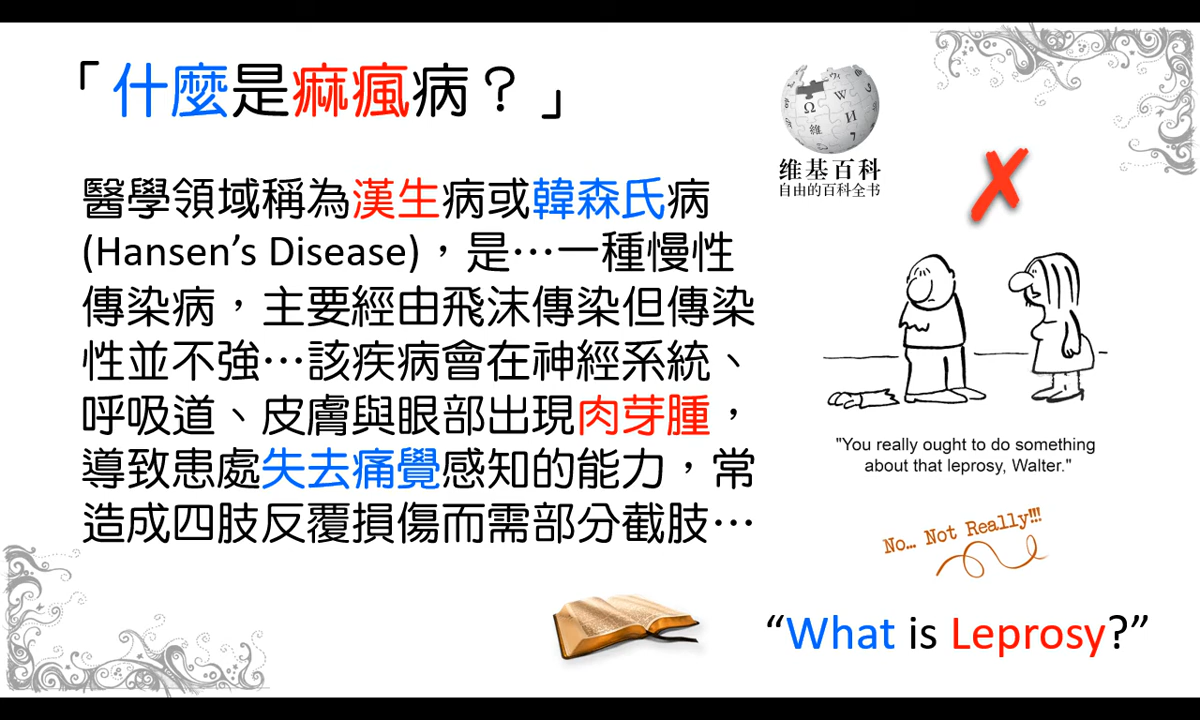 「什麼是痲瘋病？」
维基百科
自由的百科全书
醫學領域稱為漢生病或韓森氏病
(Hansen’s Disease)，是…一種慢性
傳染病，主要經由飛沫傳染但傳染
性並不強…該疾病會在神經系統、
呼吸道、皮膚與眼部出現肉芽腫，
導致患處失去痛覺感知的能力，常
造成四肢反覆損傷而需部分截肢…
"You really ought to do something
about that leprosy, Walter."
No... Not Really!!!
“What is Leprosy?”